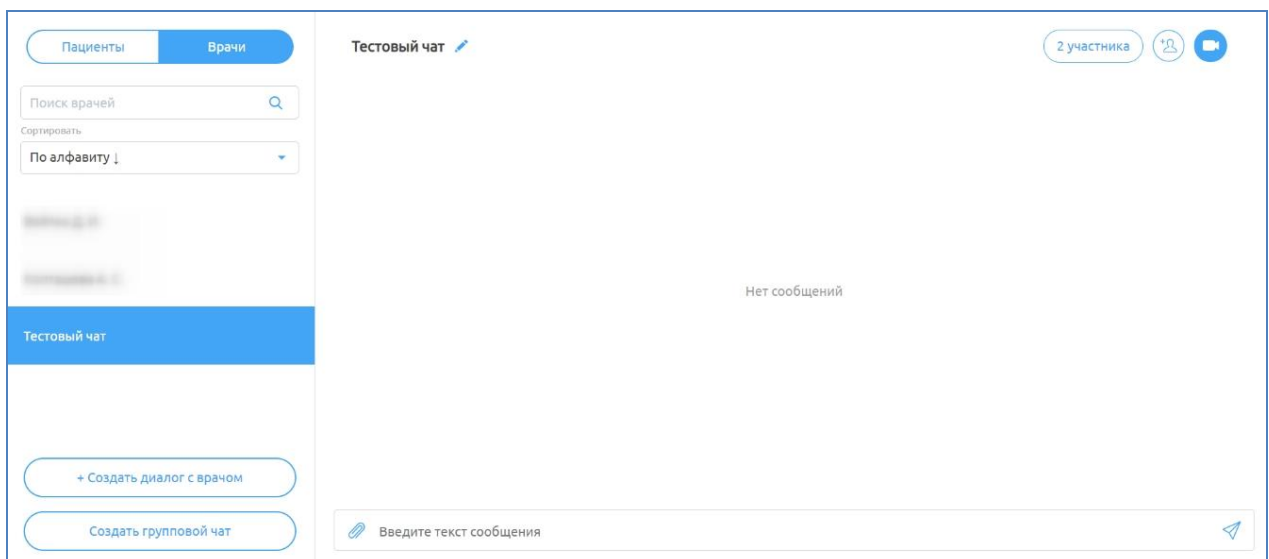 Пациенты
Врачи
Поиск врачей
Сортировать
По алфавиту ↓
Тестовый чат
+ Создать диалог с врачом
Создать групповой чат
Тестовый чат
2 участника
Нет сообщений
Введите текст сообщения